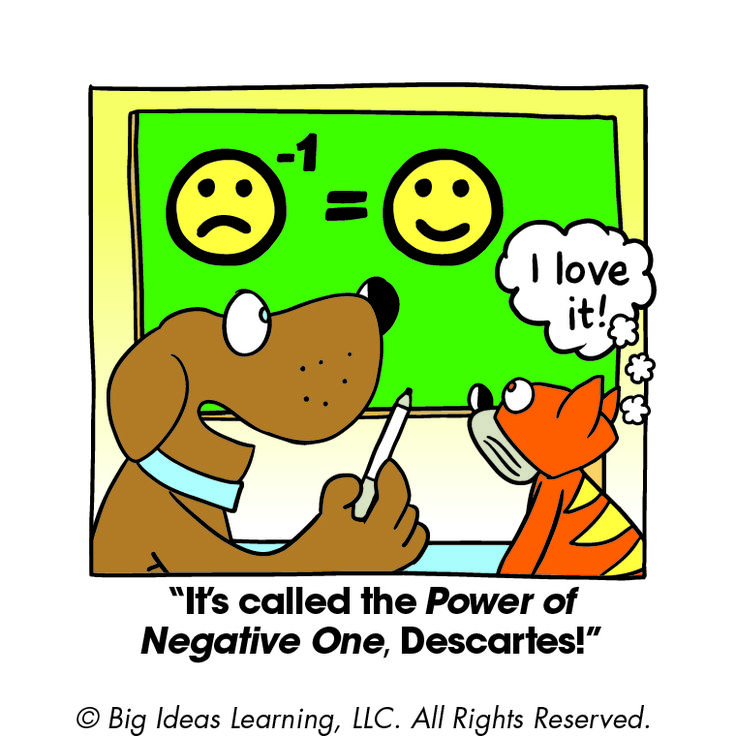 -1
=
I love
it!
“It’s called the Power of
Negative One, Descartes!”
© Big Ideas Learning, LLC. All Rights Reserved.